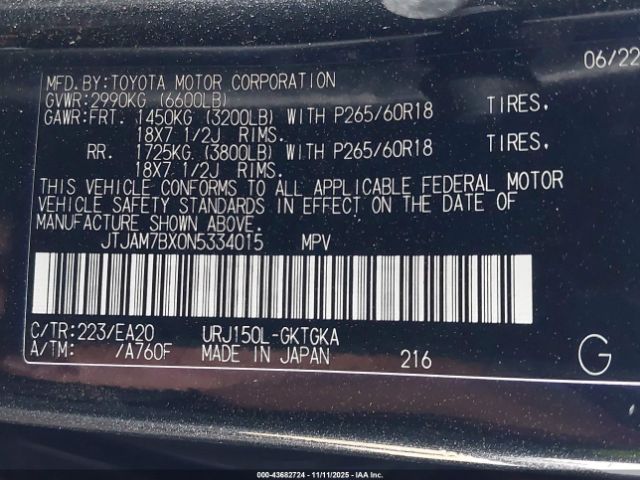 06/22
MFD.BY:TOYOTA MOTOR CORPORATION
GVWR:2990KG (6600LB)
GAWR:FRT. 1450KG (3200LB) WITH P265/60R18 TIRES.
18X7 1/2J RIMS.
RR. 1725KG (3800LB) WITH P265/60R18 TIRES.
18X7 1/2J RIMS.
THIS VEHICLE CONFORMS TO ALL APPLICABLE FEDERAL MOTOR
VEHICLE SAFETY STANDARDS IN EFFECT ON THE DATE OF
MANUFACTURE SHOWN ABOVE.
JTJAM7BX0N5334015 MPV
C/TR:223/EA20 URJ150L-GKTGKA
A/TM: /A760F MADE IN JAPAN 216 G
000-43682724 - 11/11/2025 - IAA Inc.